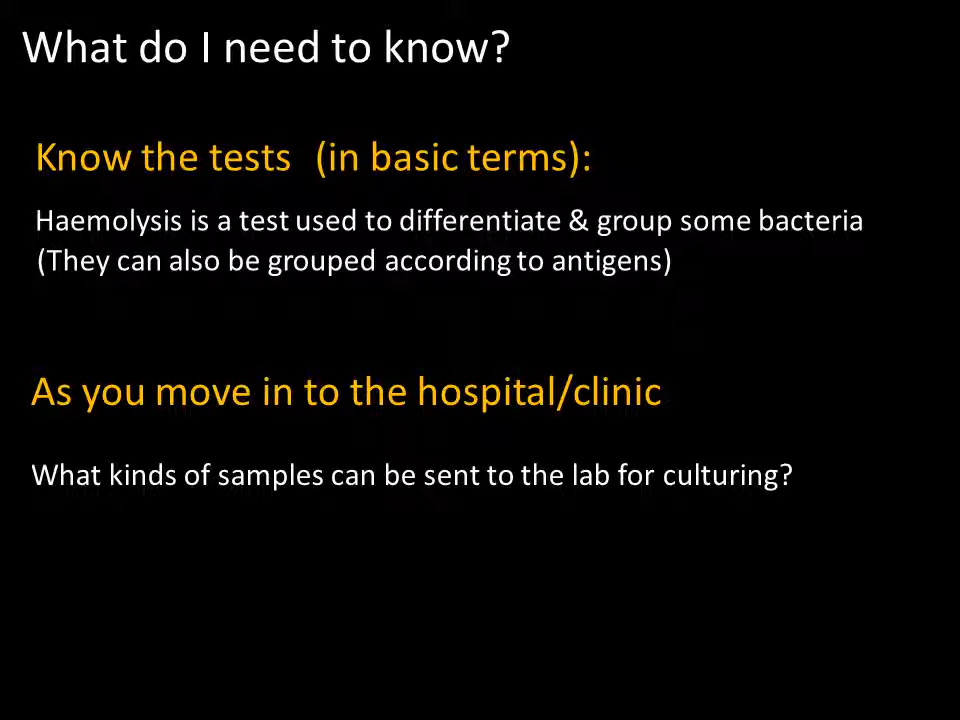 What do I need to know?
Know the tests (in basic terms):
Haemolysis is a test used to differentiate & group some bacteria
(They can also be grouped according to antigens)
As you move in to the hospital/clinic
What kinds of samples can be sent to the lab for culturing?